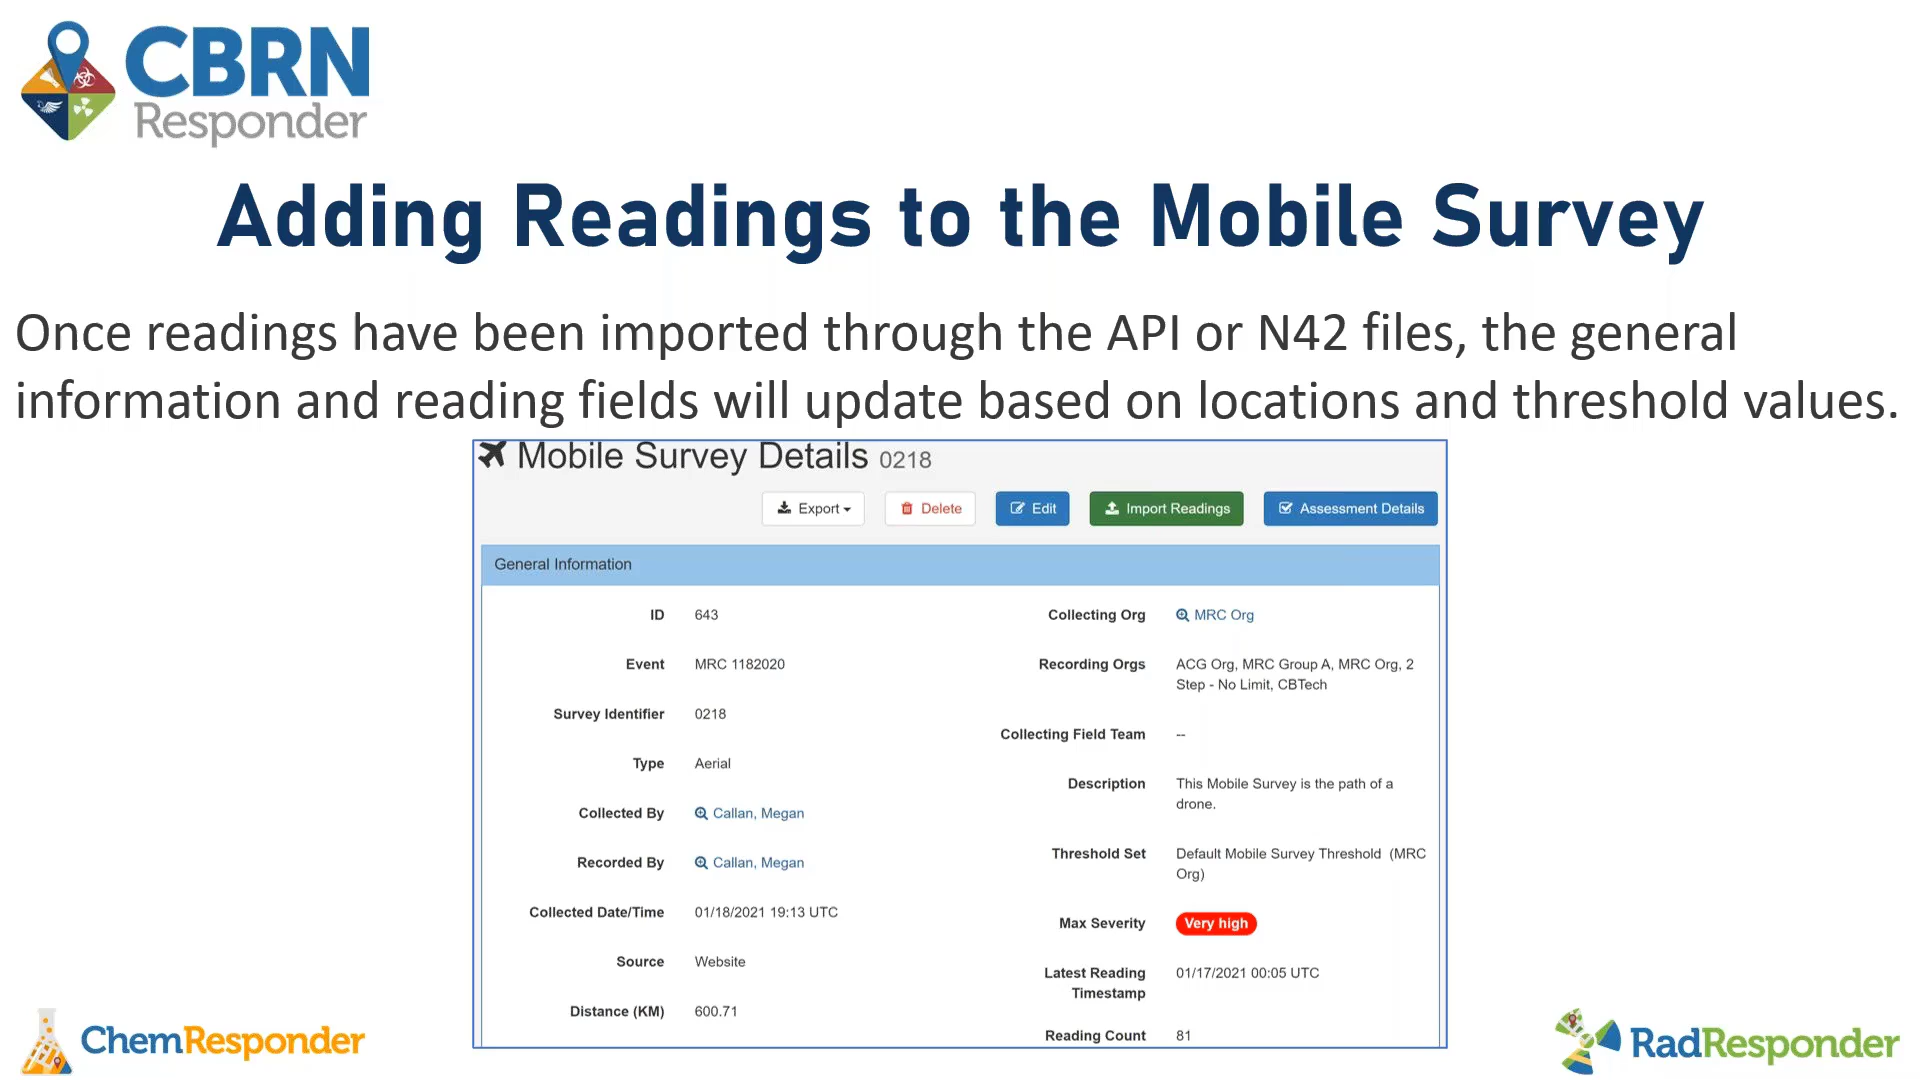 CBRN
Responder
Adding Readings to the Mobile Survey
Once readings have been imported through the API or N42 files, the general
information and reading fields will update based on locations and threshold values.
Mobile Survey Details 0218
Export
Delete
Edit
Import Readings
Assessment Details
General Information
ID 643
Event MRC 1182020
Survey Identifier 0218
Type Aerial
Collected By Callan, Megan
Recorded By Callan, Megan
Collected Date/Time 01/18/2021 19:13 UTC
Source Website
Distance (KM) 600.71
Collecting Org MRC Org
Recording Orgs ACG Org, MRC Group A, MRC Org, 2
Step - No Limit, CBTech
Collecting Field Team --
Description This Mobile Survey is the path of a
drone.
Threshold Set Default Mobile Survey Threshold (MRC
Org)
Max Severity Very high
Latest Reading 01/17/2021 00:05 UTC
Timestamp
Reading Count 81
ChemResponder
RadResponder